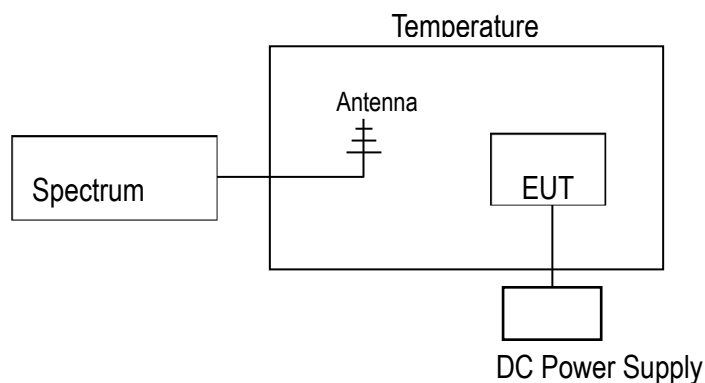 Temperature
Antenna
Spectrum
EUT
DC Power Supply